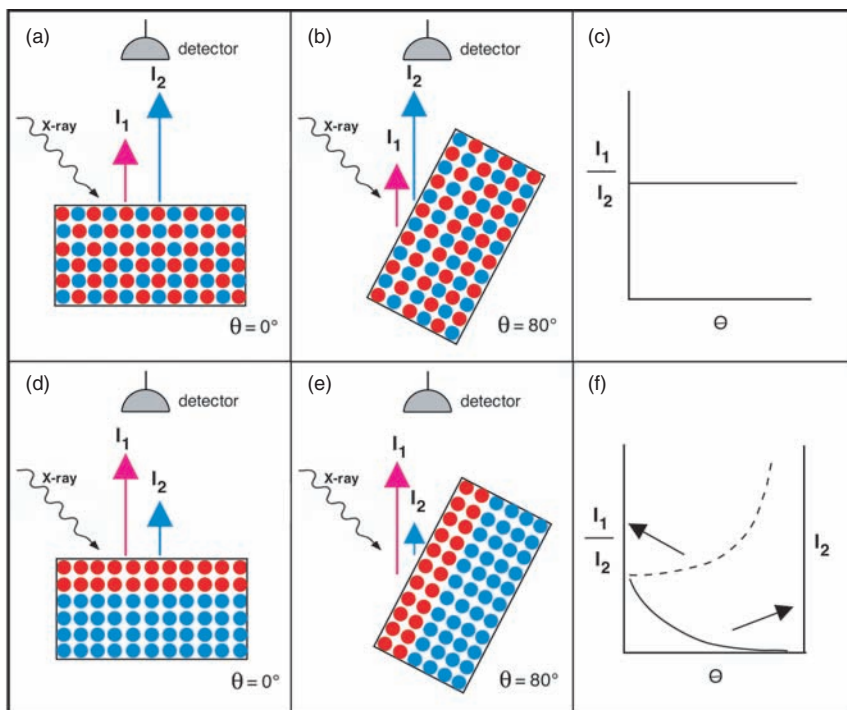 (a)
detector
I2
I1
X-ray
θ = 0°
(b)
detector
I2
I1
X-ray
θ = 80°
(c)
I1
I2
Θ
(d)
detector
I1
I2
X-ray
θ = 0°
(e)
detector
I1
I2
X-ray
θ = 80°
(f)
I1
I2
I2
Θ